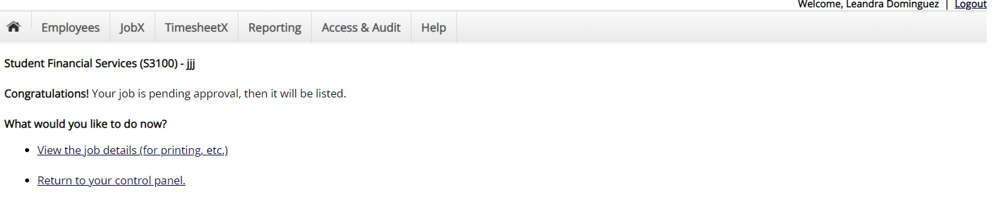 Welcome, Leandra Dominguez | Logout
Employees JobX TimesheetX Reporting Access & Audit Help
Student Financial Services (S3100) - jjj
Congratulations! Your job is pending approval, then it will be listed.
What would you like to do now?
• View the job details (for printing, etc.)
• Return to your control panel.